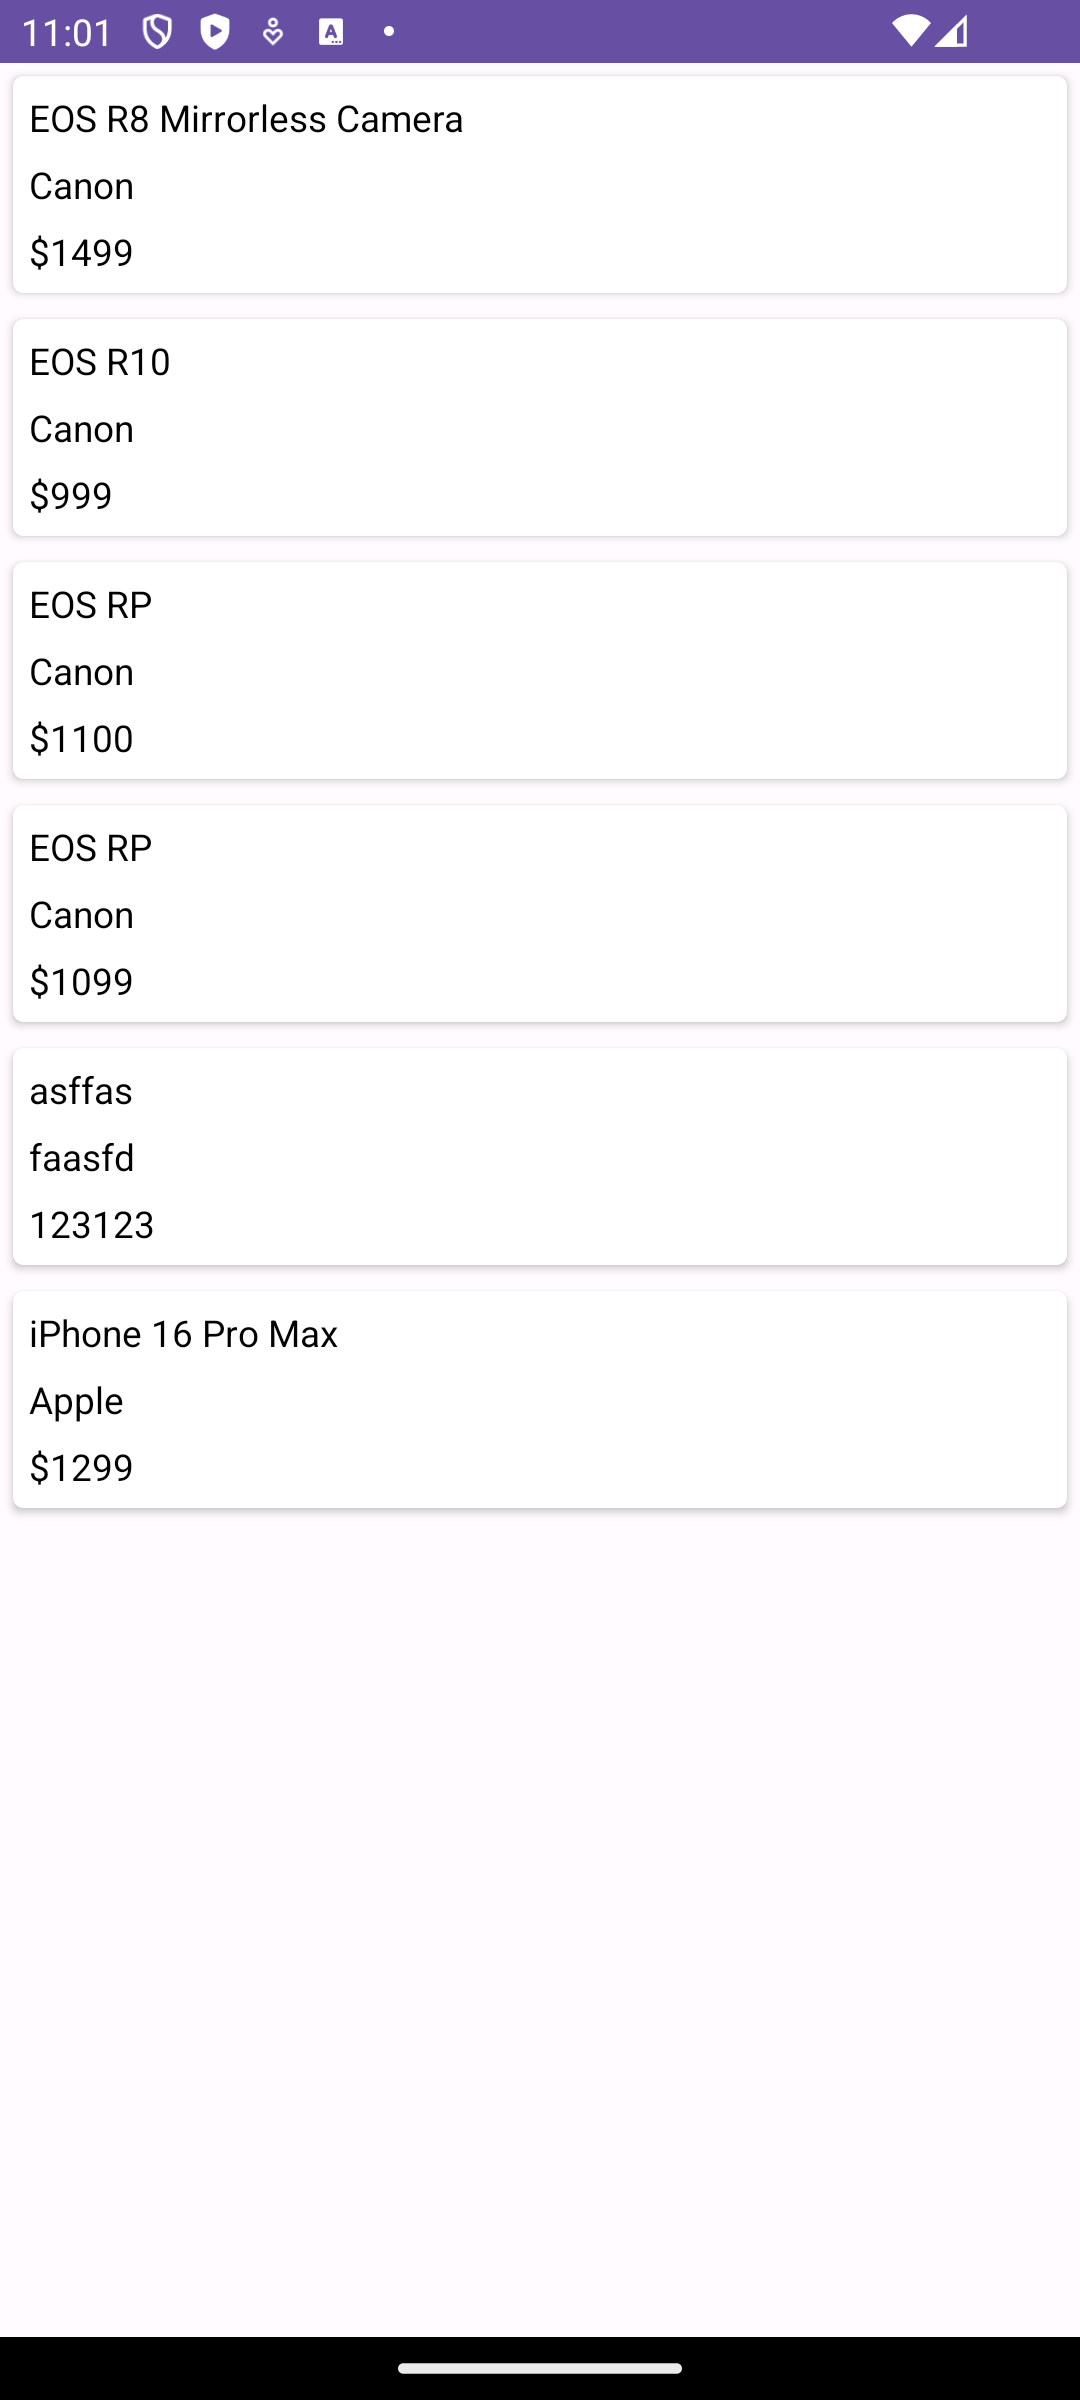 11:01
EOS R8 Mirrorless Camera
Canon
$1499
EOS R10
Canon
$999
EOS RP
Canon
$1100
EOS RP
Canon
$1099
asffas
faasfd
123123
iPhone 16 Pro Max
Apple
$1299